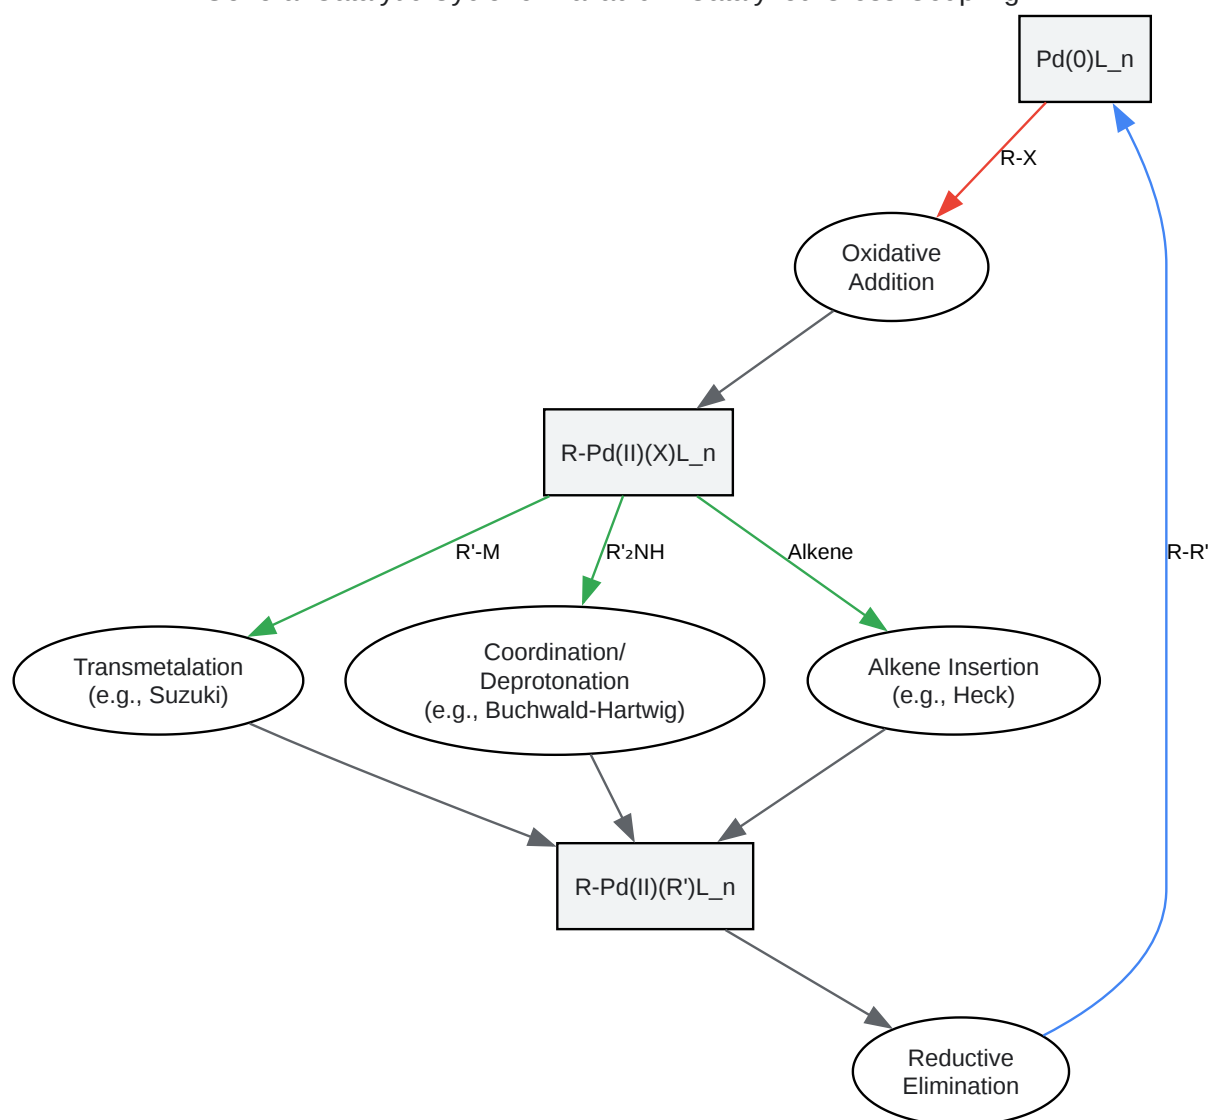 Pd(0)L_n
R-X
Oxidative
Addition
R-Pd(II)(X)L_n
R'-M
R'₂NH
Alkene
R-R'
Transmetalation
(e.g., Suzuki)
Coordination/
Deprotonation
(e.g., Buchwald-Hartwig)
Alkene Insertion
(e.g., Heck)
R-Pd(II)(R')L_n
Reductive
Elimination